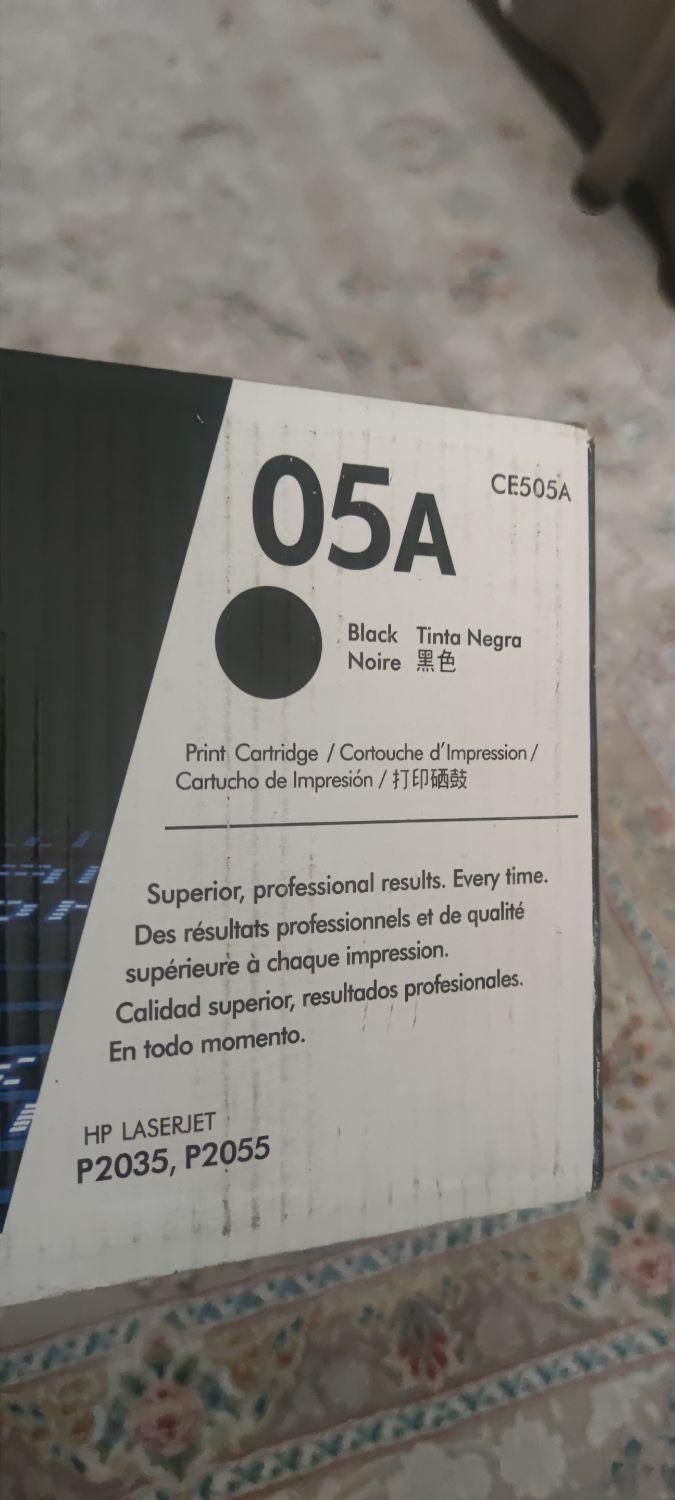 05A
CE505A
Black Tinta Negra
Noire 黑色
Print Cartridge / Cortouche d'Impression /
Cartucho de Impresión / 打印硒鼓
Superior, professional results. Every time.
Des résultats professionnels et de qualité
supérieure à chaque impression.
Calidad superior, resultados profesionales.
En todo momento.
HP LASERJET
P2035, P2055